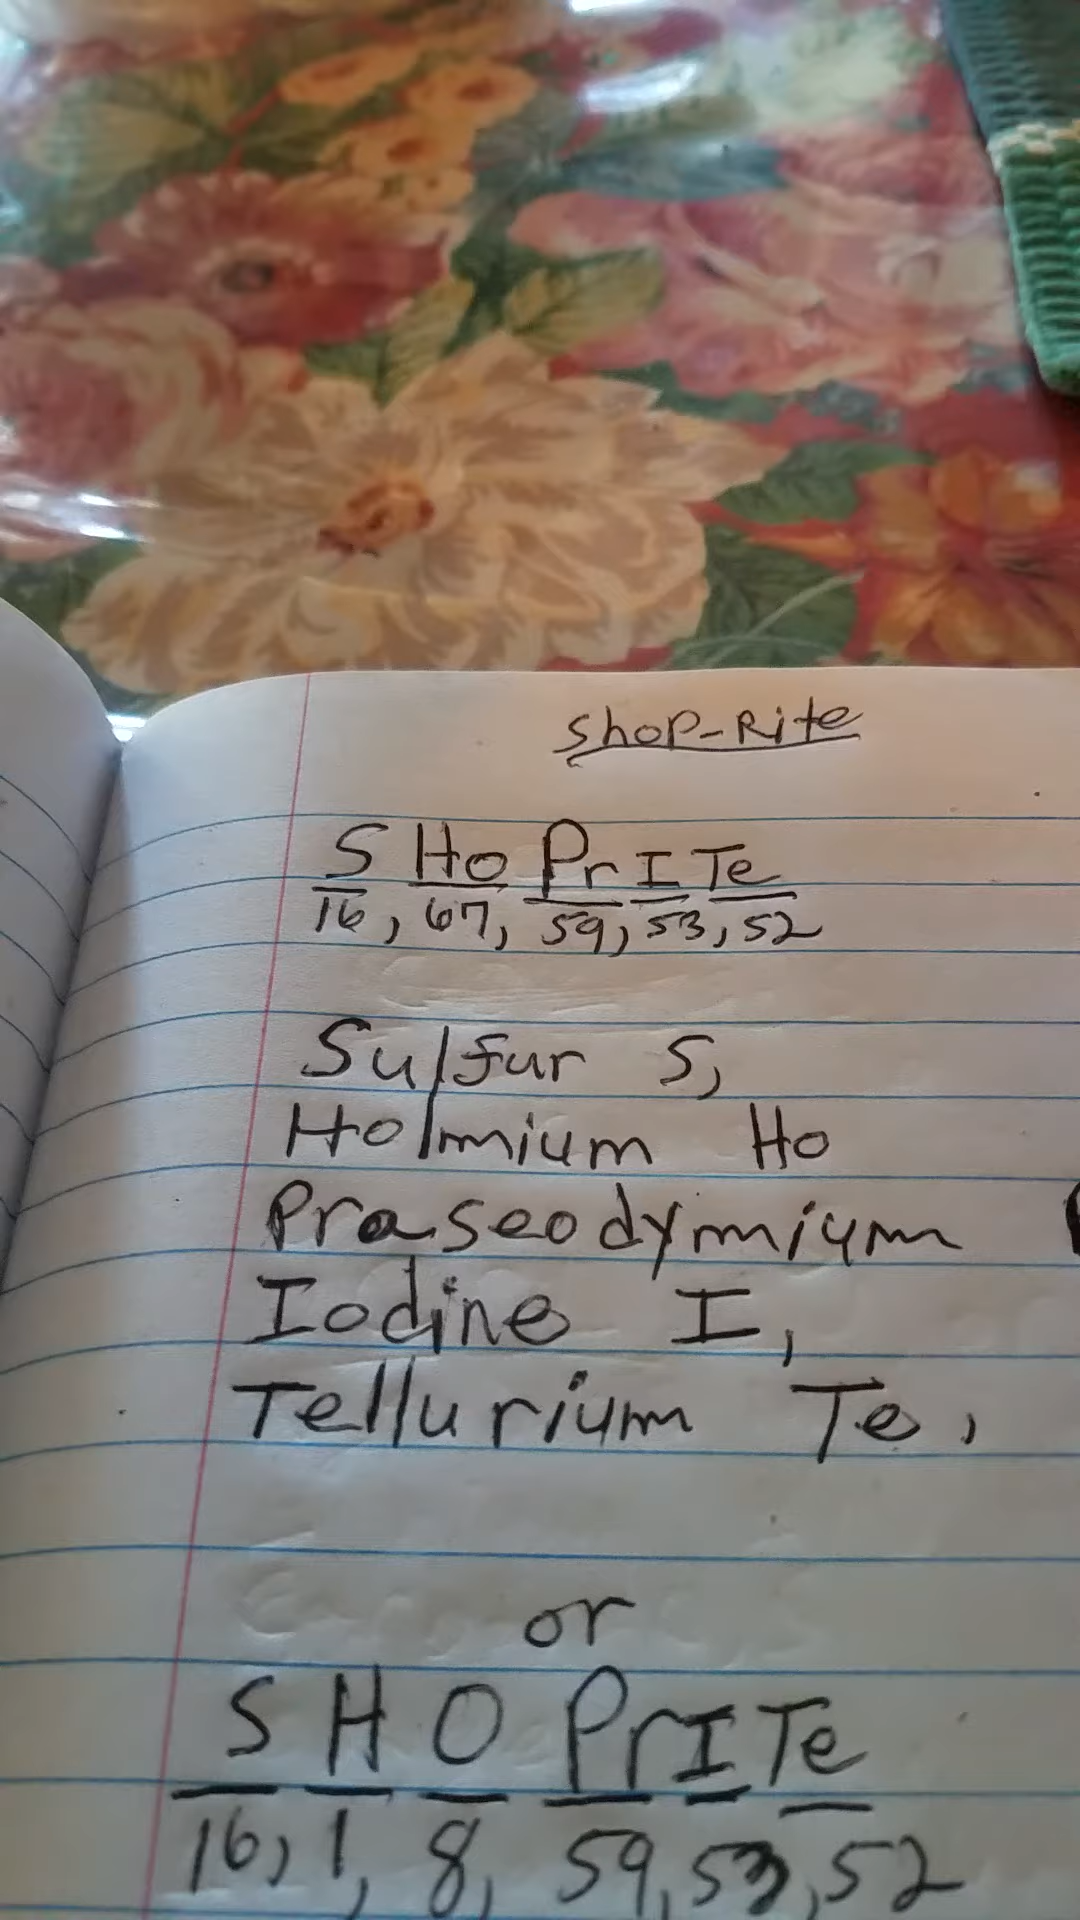 Shop-Rite
S Ho Pr I Te
16, 67, 59, 53, 52
Sulfur S,
Holmium Ho
Praseodymium
Iodine I,
Tellurium Te,
or
S H O Pr I Te
16, 1, 8, 59, 53, 52